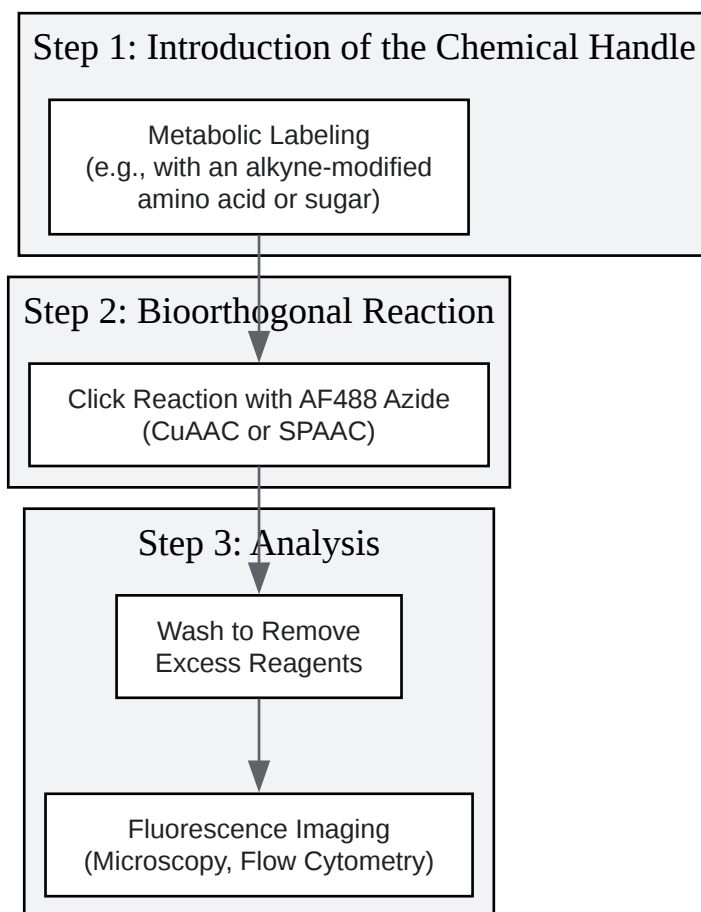 Step 1: Introduction of the Chemical Handle
Metabolic Labeling
(e.g., with an alkyne-modified
amino acid or sugar)
Step 2: Bioorthogonal Reaction
Click Reaction with AF488 Azide
(CuAAC or SPAAC)
Step 3: Analysis
Wash to Remove
Excess Reagents
Fluorescence Imaging
(Microscopy, Flow Cytometry)